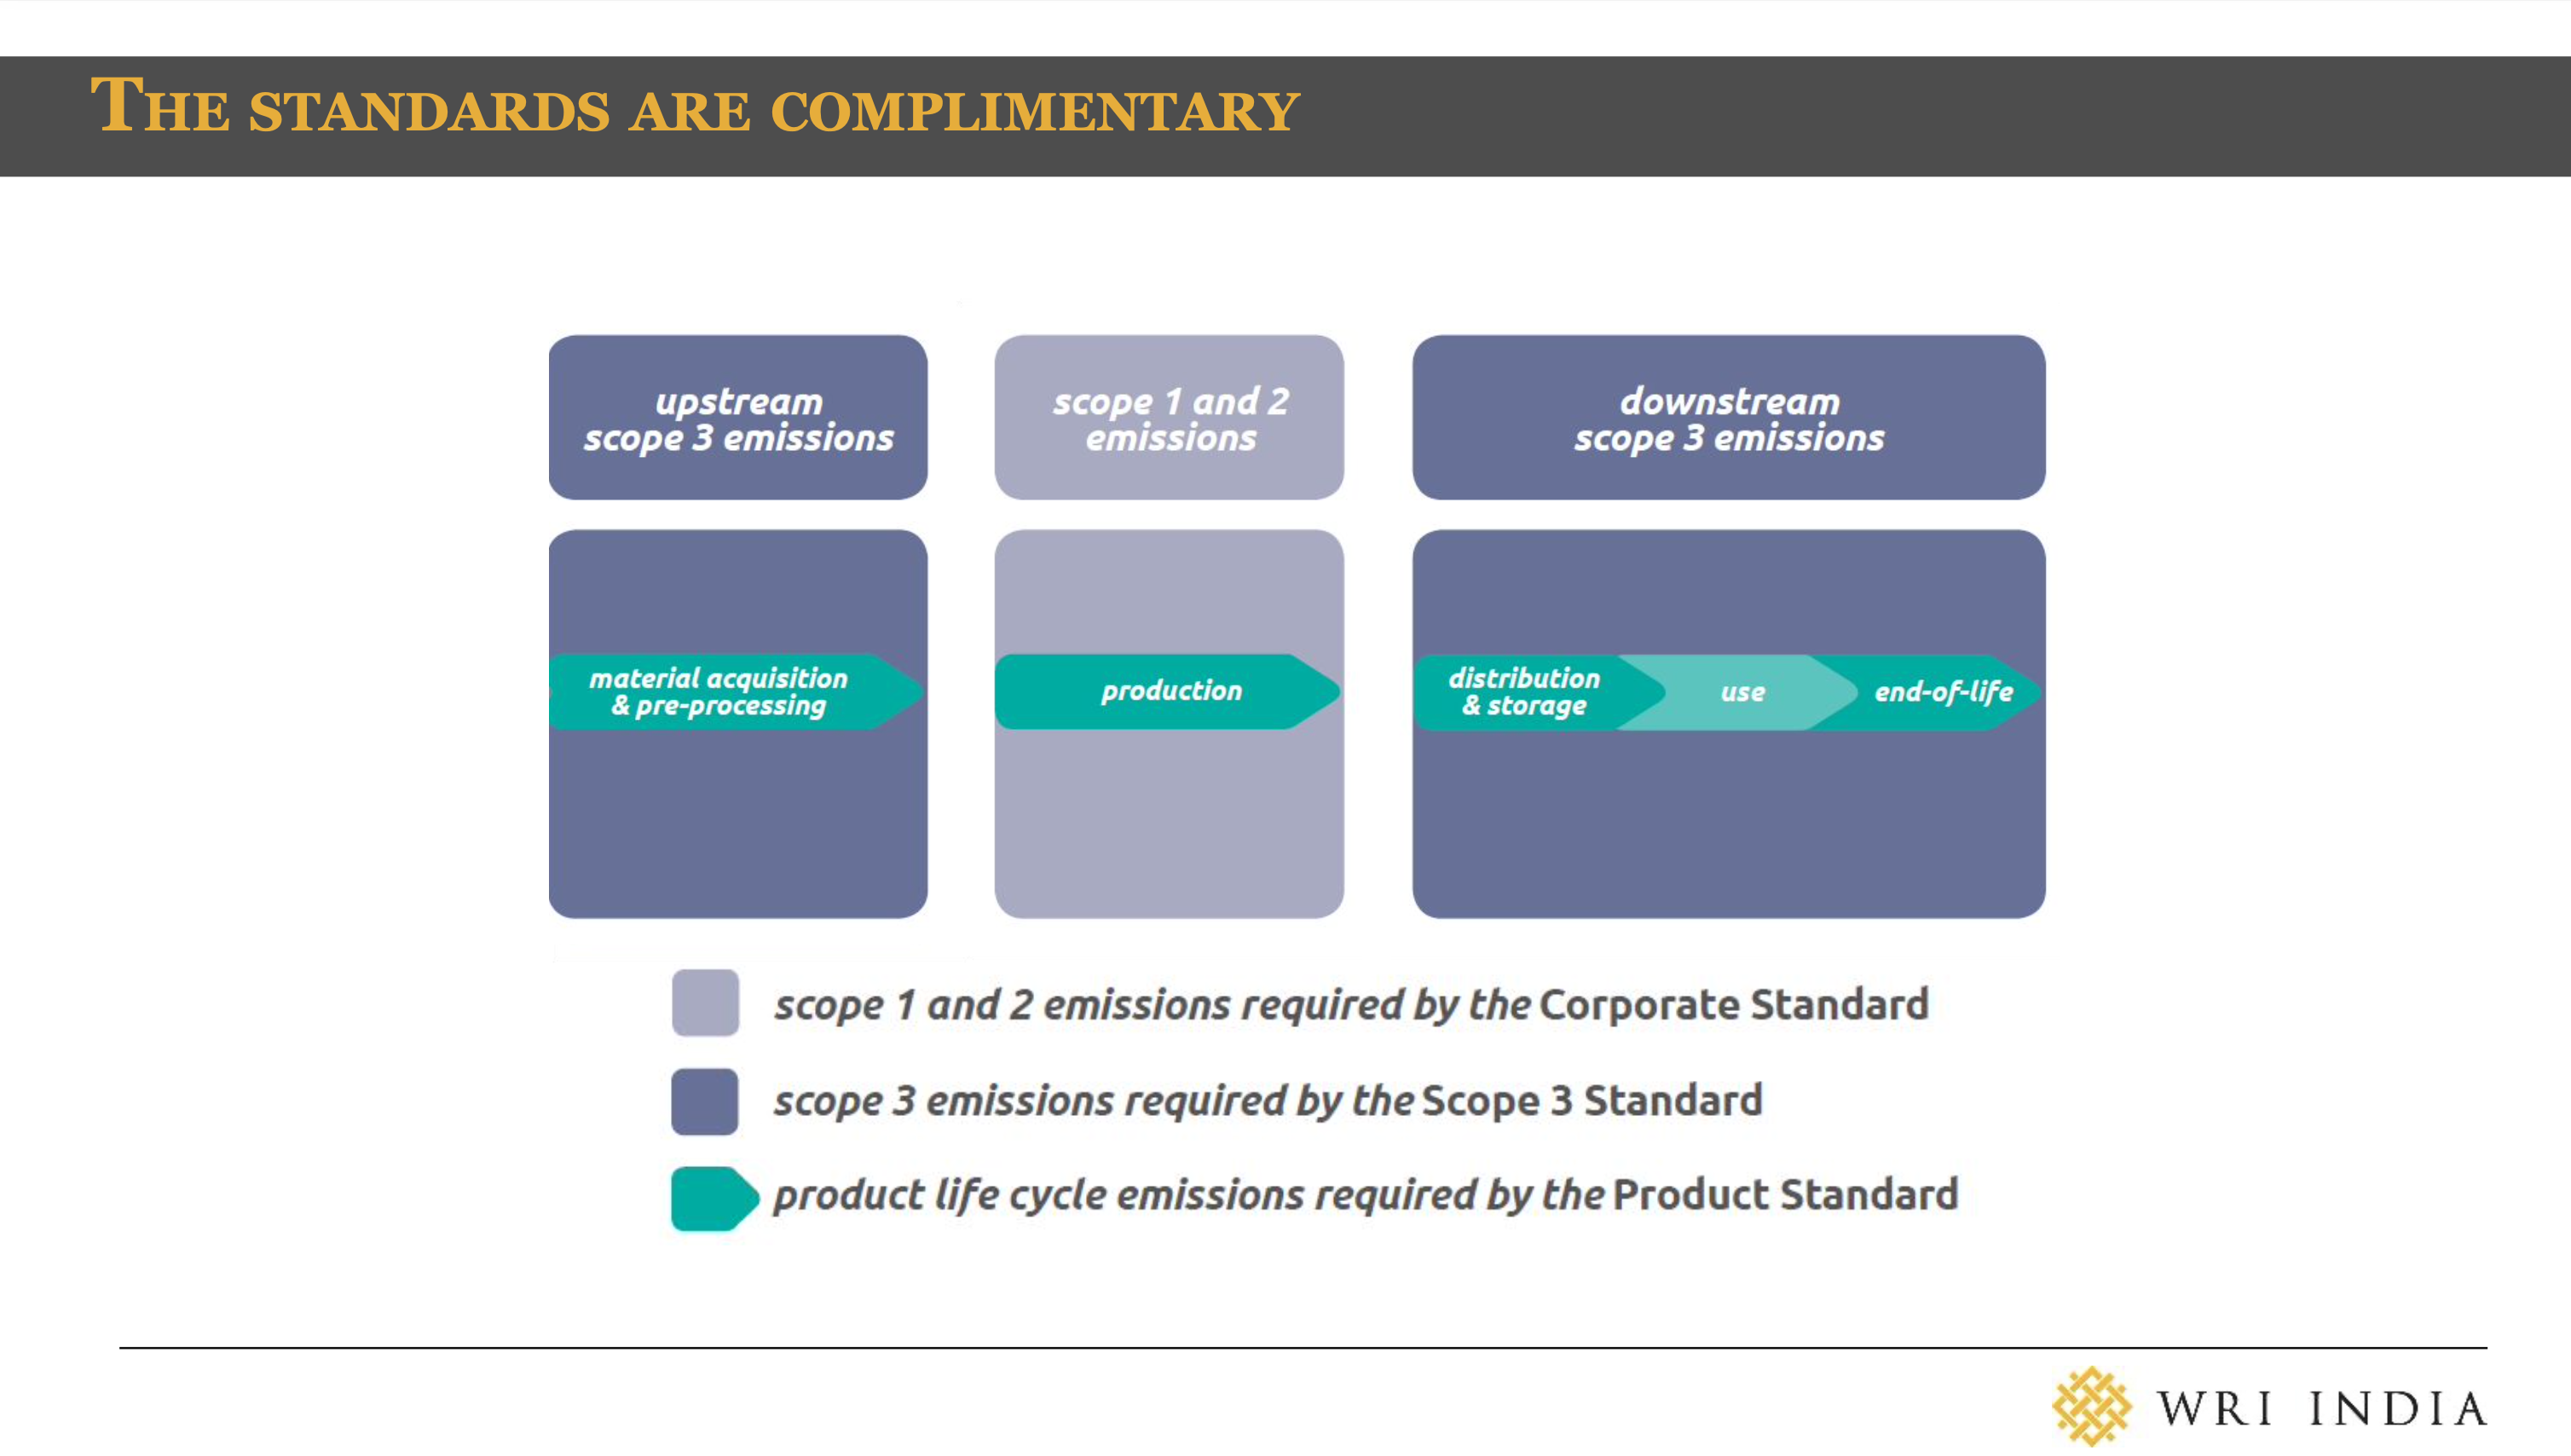 THE STANDARDS ARE COMPLIMENTARY
upstream
scope 3 emissions
scope 1 and 2
emissions
downstream
scope 3 emissions
material acquisition
& pre-processing
production
distribution
& storage
use
end-of-life
scope 1 and 2 emissions required by the Corporate Standard
scope 3 emissions required by the Scope 3 Standard
product life cycle emissions required by the Product Standard
WRI INDIA